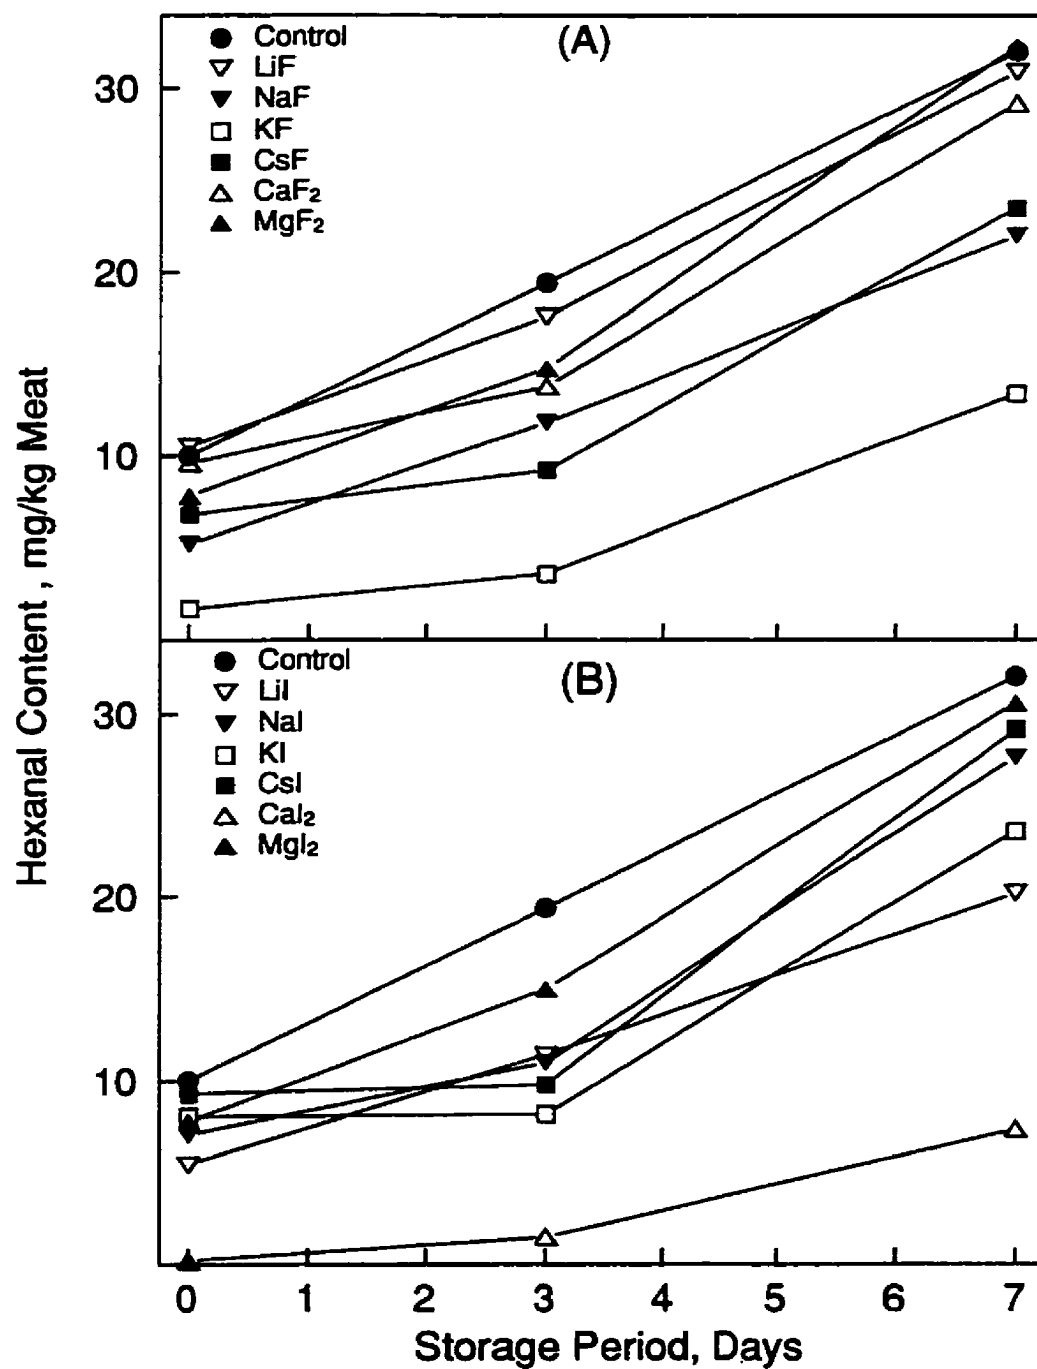 (A)
Control
LiF
NaF
KF
CsF
CaF₂
MgF₂
30
20
10
Hexanal Content , mg/kg Meat
(B)
Control
LiI
NaI
KI
CsI
CaI₂
MgI₂
30
20
10
0 1 2 3 4 5 6 7
Storage Period, Days